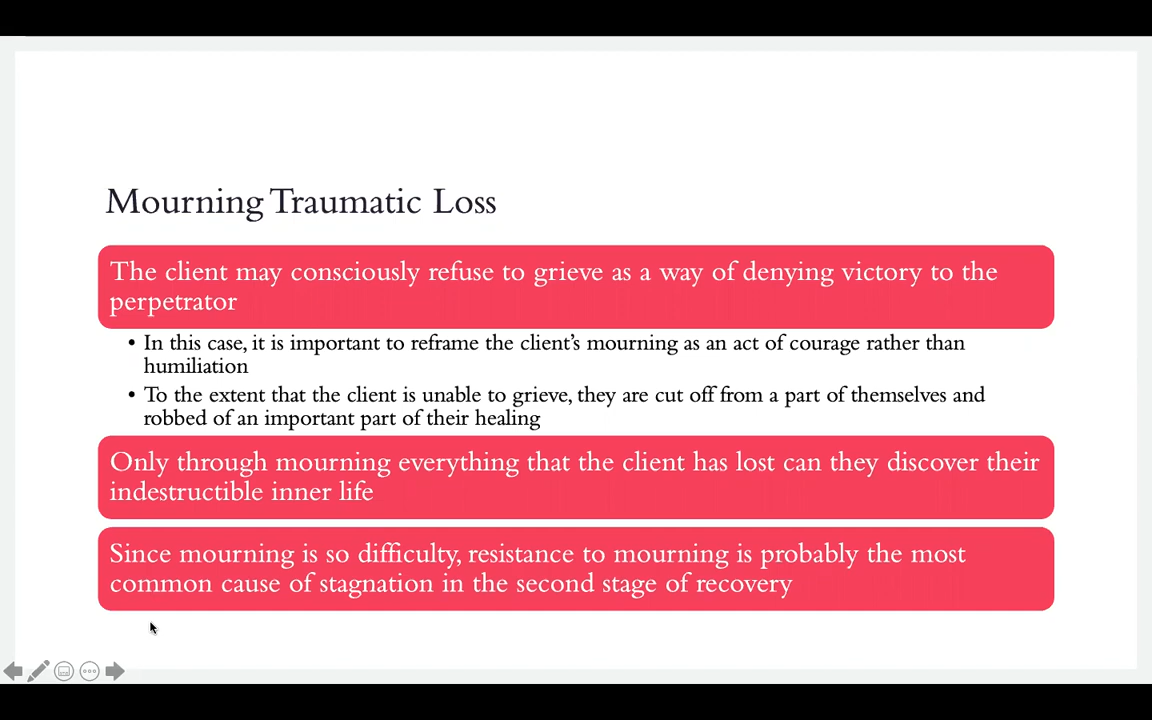 Mourning Traumatic Loss
The client may consciously refuse to grieve as a way of denying victory to the
perpetrator
• In this case, it is important to reframe the client's mourning as an act of courage rather than
humiliation
• To the extent that the client is unable to grieve, they are cut off from a part of themselves and
robbed of an important part of their healing
Only through mourning everything that the client has lost can they discover their
indestructible inner life
Since mourning is so difficulty, resistance to mourning is probably the most
common cause of stagnation in the second stage of recovery